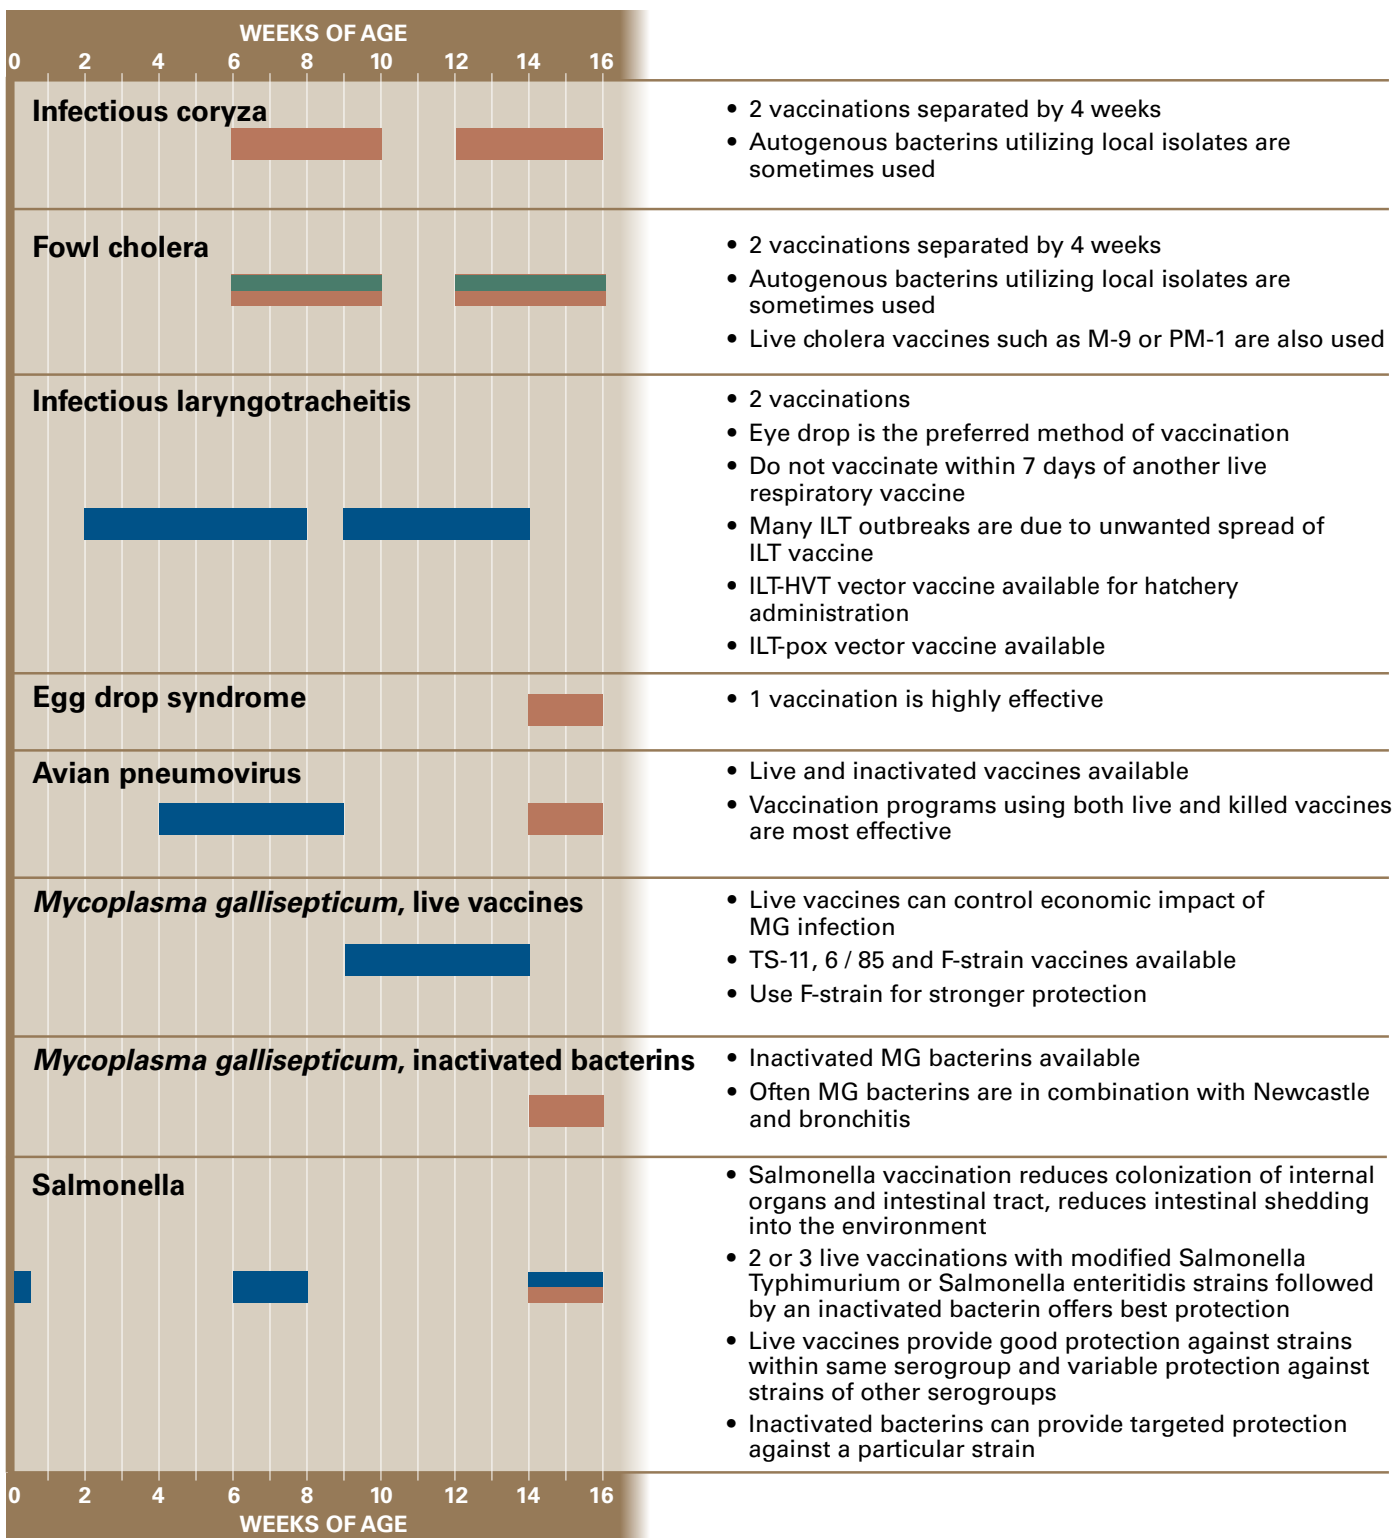 WEEKS OF AGE
0 2 4 6 8 10 12 14 16
Infectious coryza
• 2 vaccinations separated by 4 weeks
• Autogenous bacterins utilizing local isolates are
sometimes used
Fowl cholera
• 2 vaccinations separated by 4 weeks
• Autogenous bacterins utilizing local isolates are
sometimes used
• Live cholera vaccines such as M-9 or PM-1 are also used
Infectious laryngotracheitis
• 2 vaccinations
• Eye drop is the preferred method of vaccination
• Do not vaccinate within 7 days of another live
respiratory vaccine
• Many ILT outbreaks are due to unwanted spread of
ILT vaccine
• ILT-HVT vector vaccine available for hatchery
administration
• ILT-pox vector vaccine available
Egg drop syndrome
• 1 vaccination is highly effective
Avian pneumovirus
• Live and inactivated vaccines available
• Vaccination programs using both live and killed vaccines
are most effective
Mycoplasma gallisepticum, live vaccines
• Live vaccines can control economic impact of
MG infection
• TS-11, 6 / 85 and F-strain vaccines available
• Use F-strain for stronger protection
Mycoplasma gallisepticum, inactivated bacterins
• Inactivated MG bacterins available
• Often MG bacterins are in combination with Newcastle
and bronchitis
Salmonella
• Salmonella vaccination reduces colonization of internal
organs and intestinal tract, reduces intestinal shedding
into the environment
• 2 or 3 live vaccinations with modified Salmonella
Typhimurium or Salmonella enteritidis strains followed
by an inactivated bacterin offers best protection
• Live vaccines provide good protection against strains
within same serogroup and variable protection against
strains of other serogroups
• Inactivated bacterins can provide targeted protection
against a particular strain
0 2 4 6 8 10 12 14 16
WEEKS OF AGE